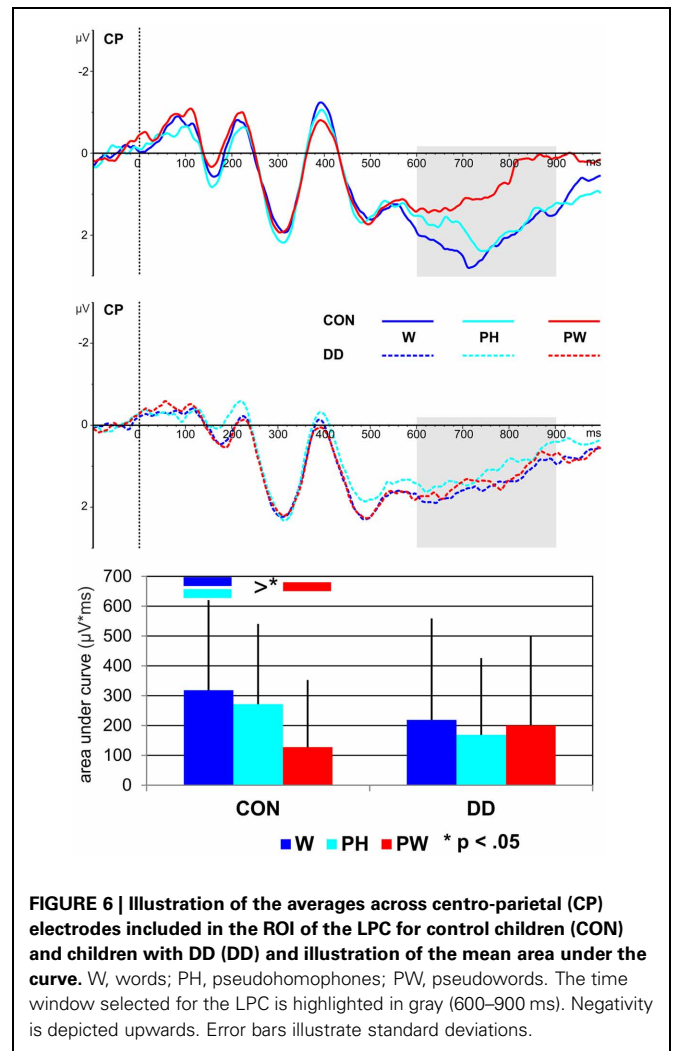 µV CP
-2
0
0 100 200 300 400 500 600 700 800 900 ms
2
µV CP
-2
CON
W PH PW
DD
0
0 100 200 300 400 500 600 700 800 900 ms
2
area under curve (µV*ms)
700
600
500
400
300
200
100
0
>*
CON DD
W PH PW * p < .05
FIGURE 6 | Illustration of the averages across centro-parietal (CP)
electrodes included in the ROI of the LPC for control children (CON)
and children with DD (DD) and illustration of the mean area under the
curve. W, words; PH, pseudohomophones; PW, pseudowords. The time
window selected for the LPC is highlighted in gray (600–900 ms). Negativity
is depicted upwards. Error bars illustrate standard deviations.